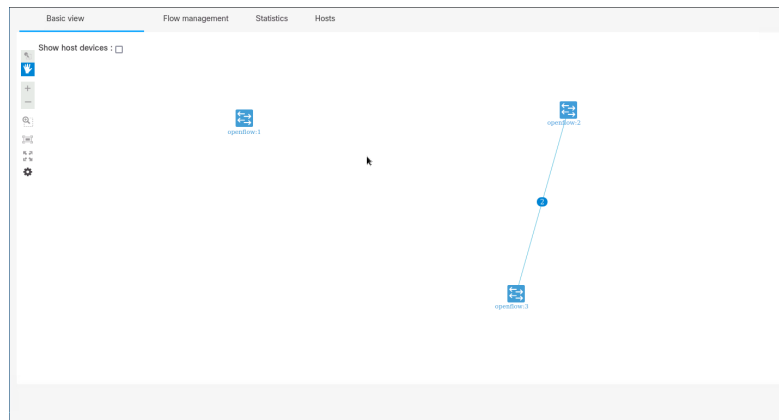 Basic view
Flow management
Statistics
Hosts
Show host devices :
openflow:1
openflow:2
2
openflow:3